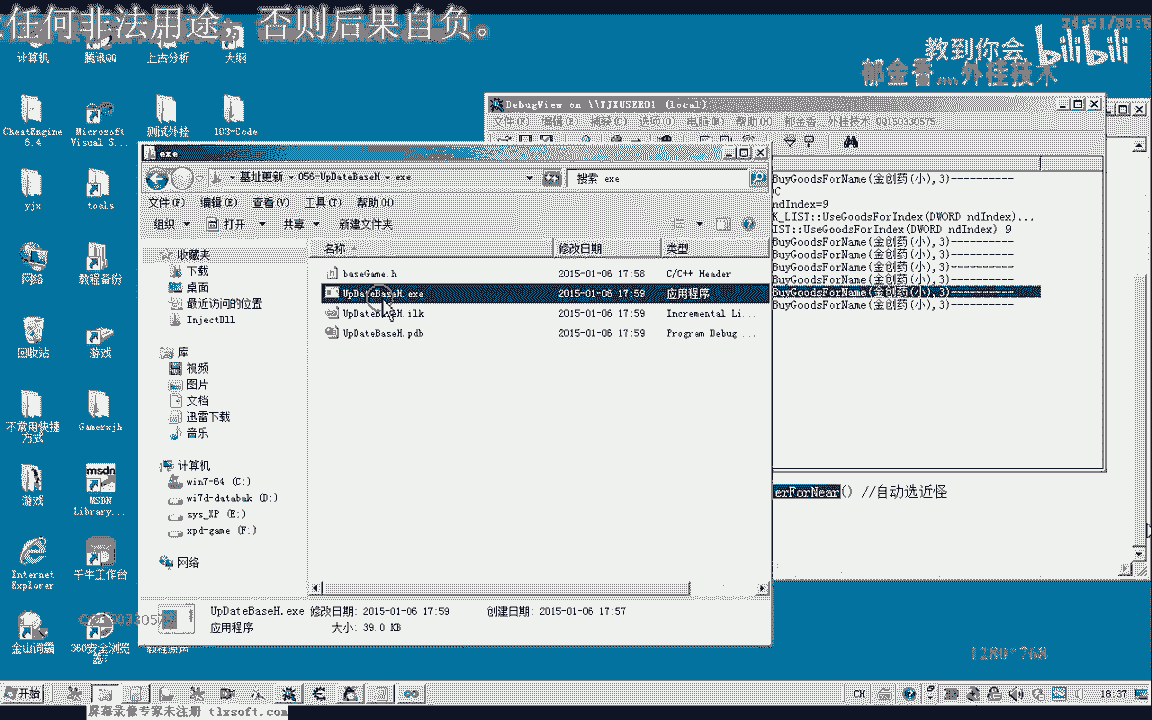 任何非法用途，否则后果自负。
教到你会
bilibili
郁金香....外挂技术
计算机
腾讯QQ
上古分析
大纲
CheatEngine 6.4
Microsoft Visual S...
测试外挂
103-Code
yjx
tools
网络
教程备份
回收站
游戏
不常用快捷方式
Gamerxjh
游戏
msdn
MSDN Library...
Internet Explorer
千牛工作台
金山词霸
360安全浏览器
DebugView on \\YJXUSER01 (local)
文件(F) 编辑(E) 捕获(C) 选项(O) 电脑(M) 帮助(H) 郁金香..外挂技术 QQ150330575
BuyGoodsForName(金创药(小),3)----------
ndIndex=9
K_LIST::UseGoodsForIndex(DWORD ndIndex)...
IST::UseGoodsForIndex(DWORD ndIndex) 9
BuyGoodsForName(金创药(小),3)----------
BuyGoodsForName(金创药(小),3)----------
BuyGoodsForName(金创药(小),3)----------
BuyGoodsForName(金创药(小),3)----------
BuyGoodsForName(金创药(小),3)----------
BuyGoodsForName(金创药(小),3)----------
erForNear() //自动选近怪
exe
基址更新 056-UpDateBaseH exe
搜索 exe
文件(F) 编辑(E) 查看(V) 工具(T) 帮助(H)
组织 打开 共享 新建文件夹
收藏夹
下载
桌面
最近访问的位置
InjectDll
库
视频
图片
文档
迅雷下载
音乐
计算机
win7-64 (C:)
wi7d-databak (D:)
sys_XP (E:)
xpd-game (F:)
网络
名称 修改日期 类型
baseGame.h 2015-01-06 17:58 C/C++ Header
UpDateBaseH.exe 2015-01-06 17:59 应用程序
UpDateBaseH.ilk 2015-01-06 17:59 Incremental Li...
UpDateBaseH.pdb 2015-01-06 17:59 Program Debug ...
UpDateBaseH.exe 修改日期: 2015-01-06 17:59 创建日期: 2015-01-06 17:57
应用程序 大小: 39.0 KB
1280*768
开始
CH
18:37
屏幕录像专家未注册 tlxsoft.com